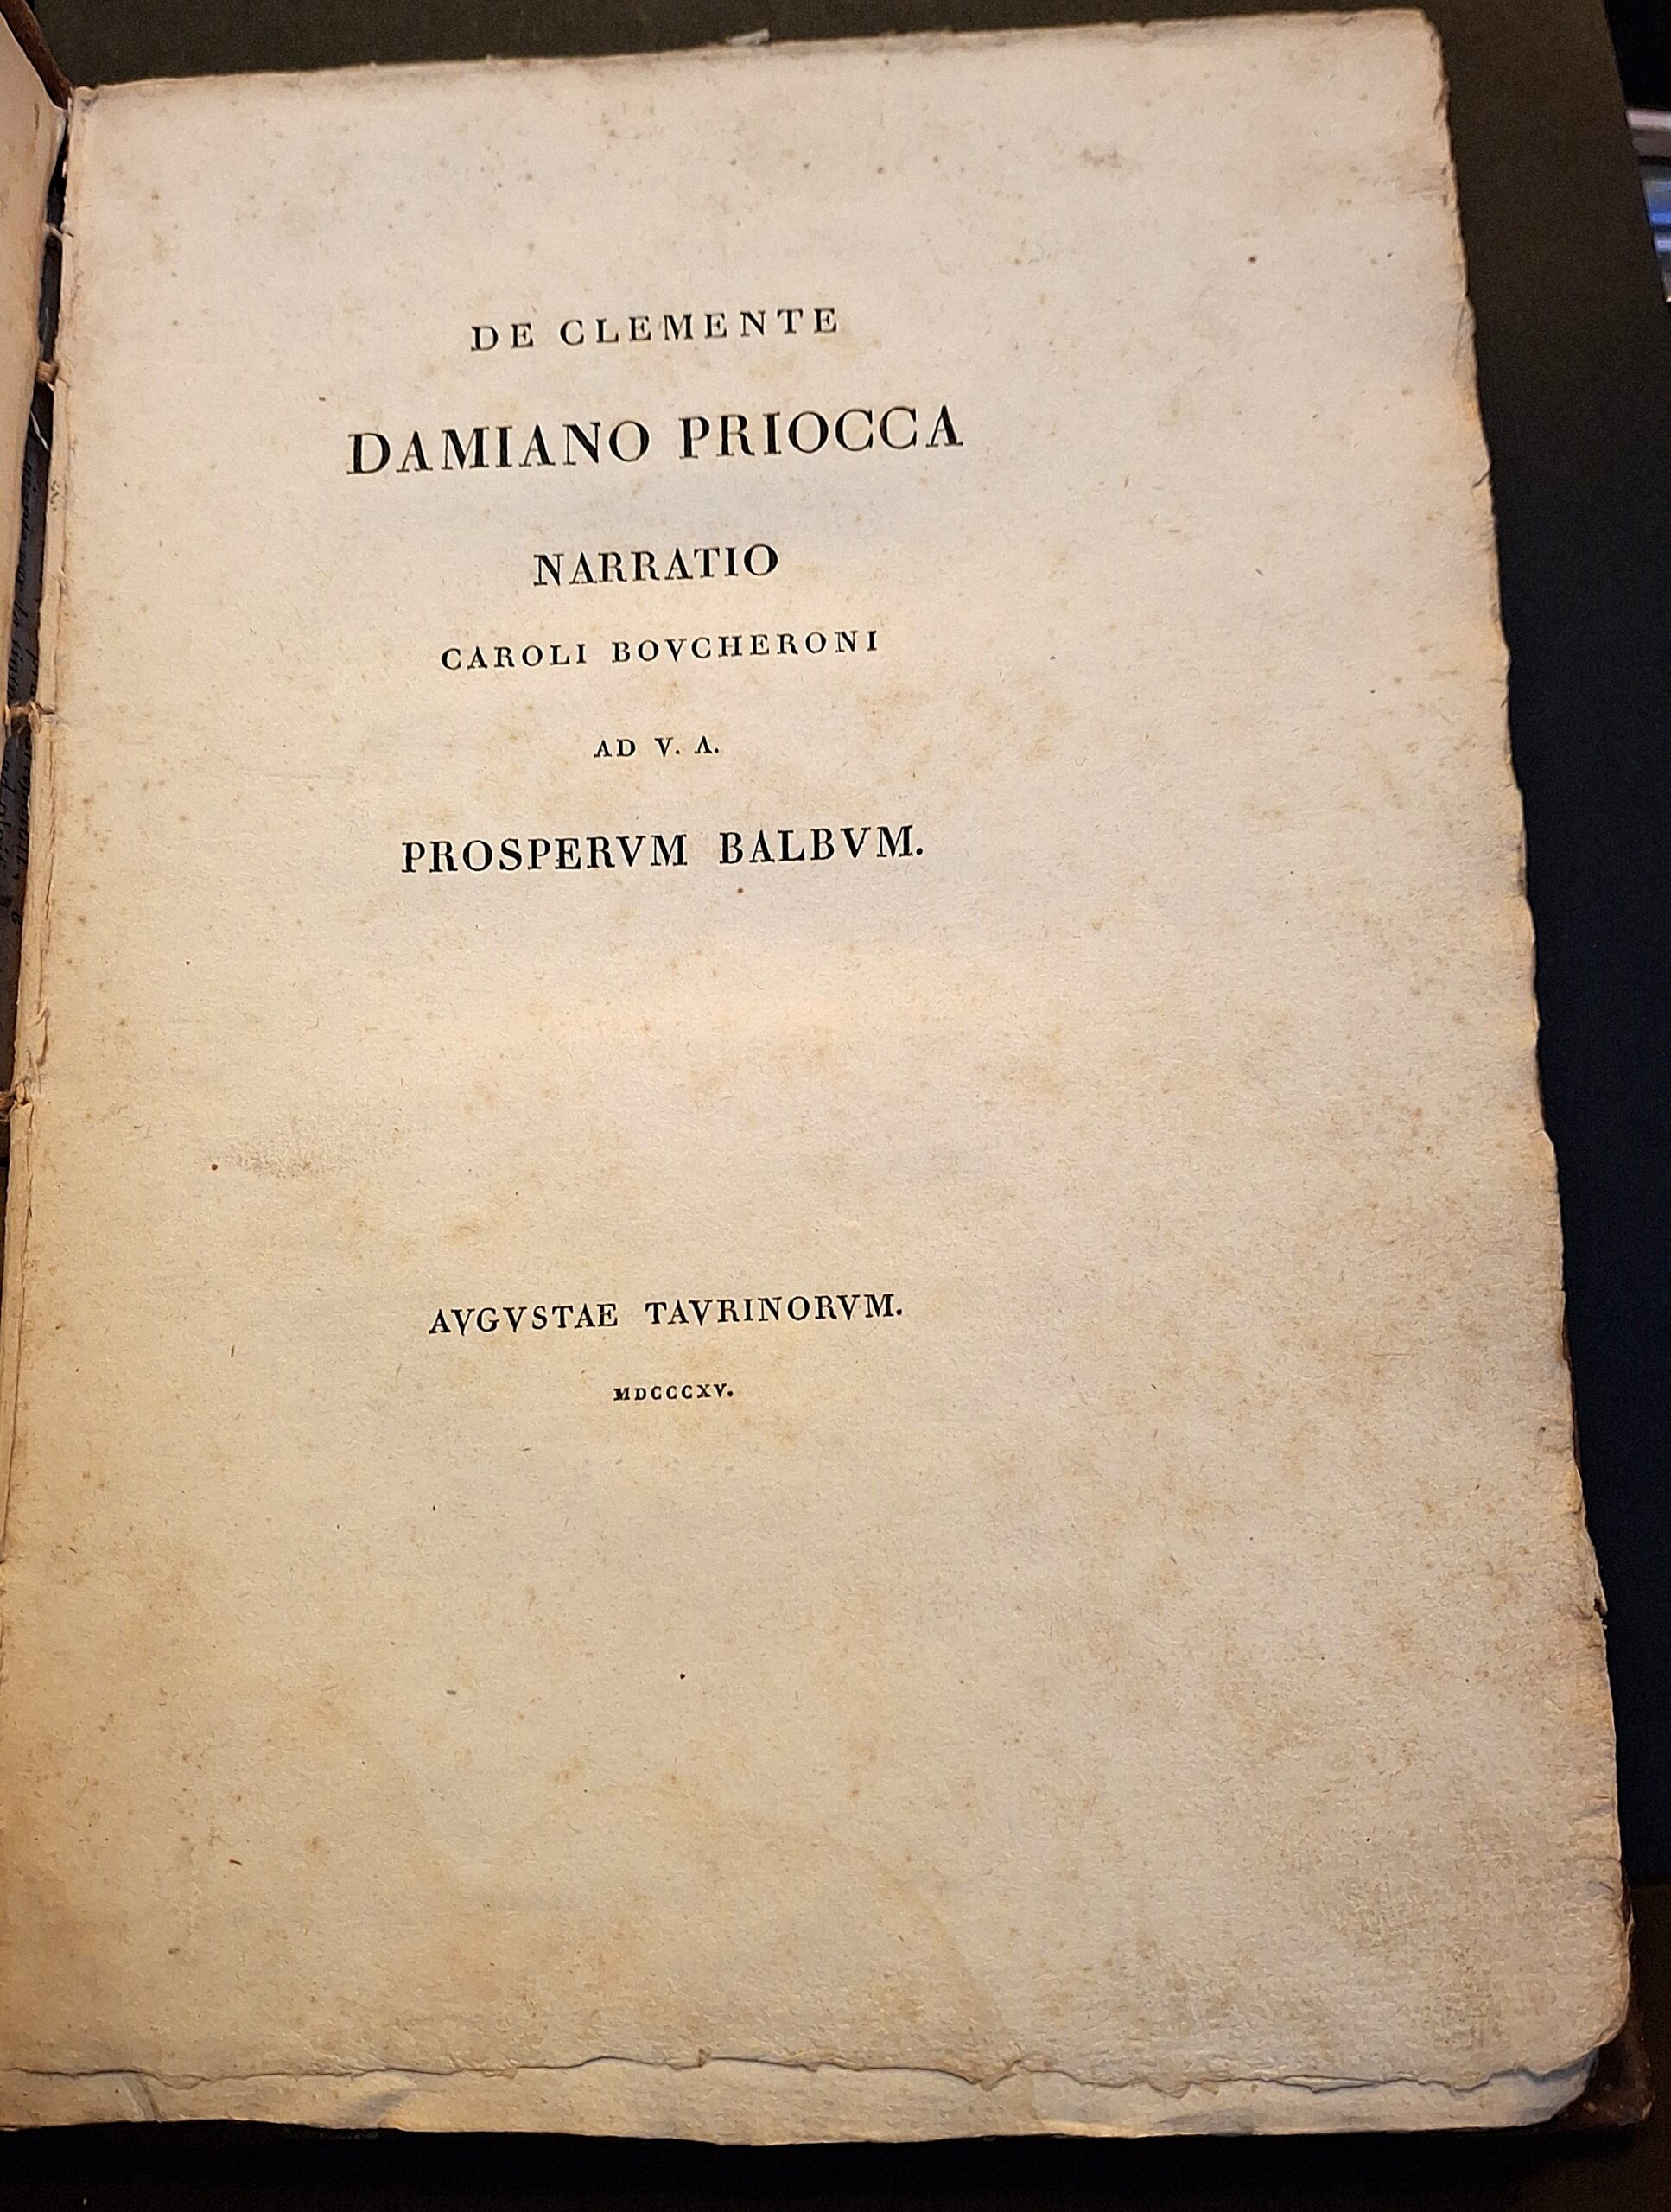 DE CLEMENTE
DAMIANO PRIOCCA
NARRATIO
CAROLI BOVCHERONI
AD V. A.
PROSPERVM BALBVM.
AVGVSTAE TAVRINORVM.
MDCCCXV.